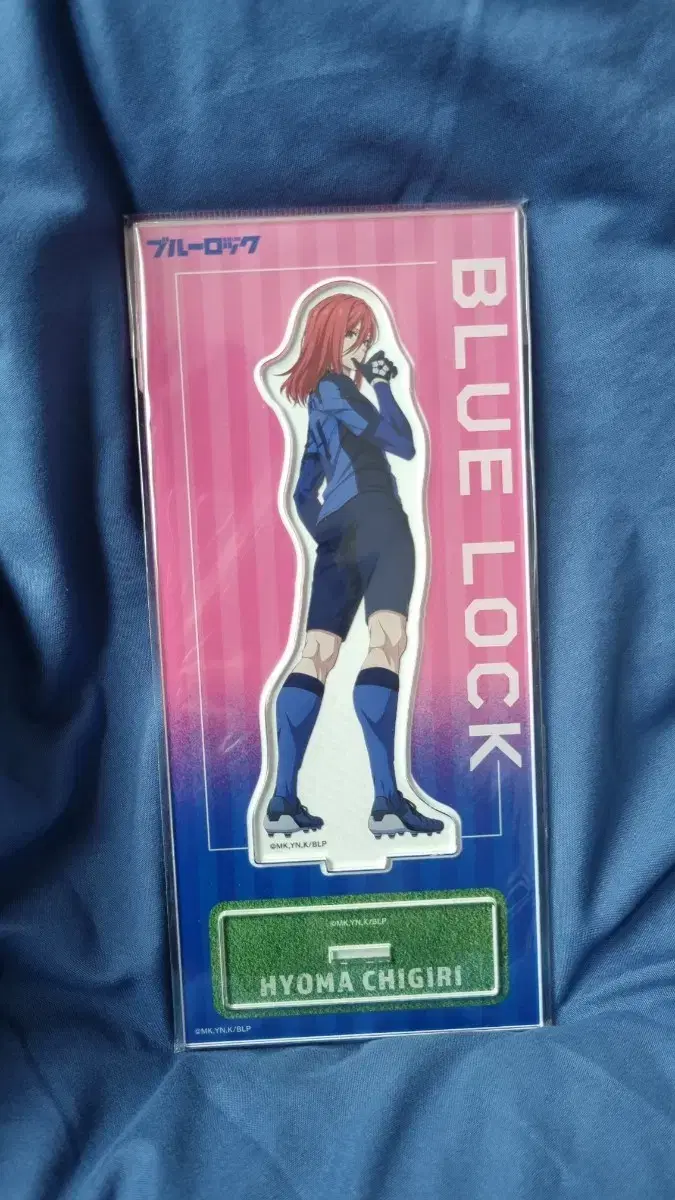 ブルーロック
BLUE LOCK
©MK,YN,K/BLP
©MK,YN,K/BLP
HYOMA CHIGIRI
©MK,YN,K/BLP